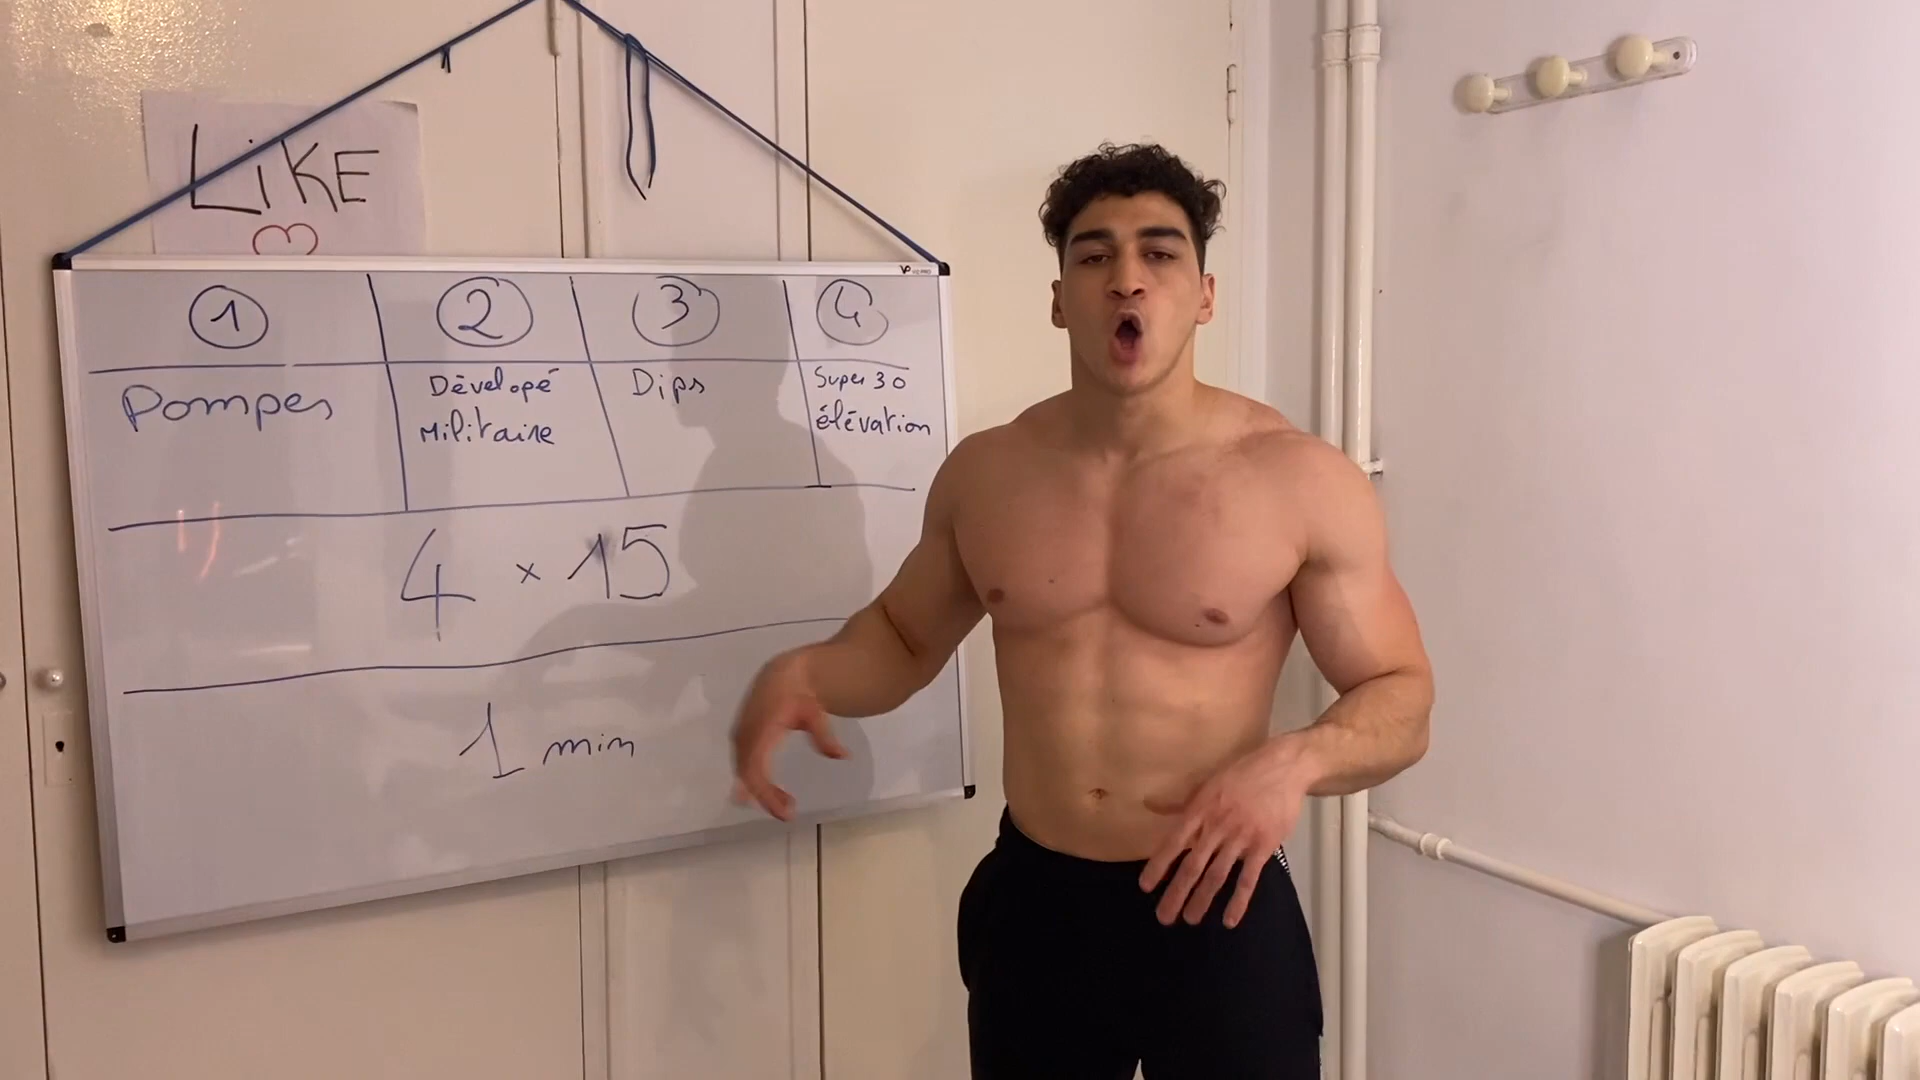 LiKE
1
2
3
4
Pompes
Dévelopé
Militaire
Dips
Super 30
élévation
4 x 15
1 min